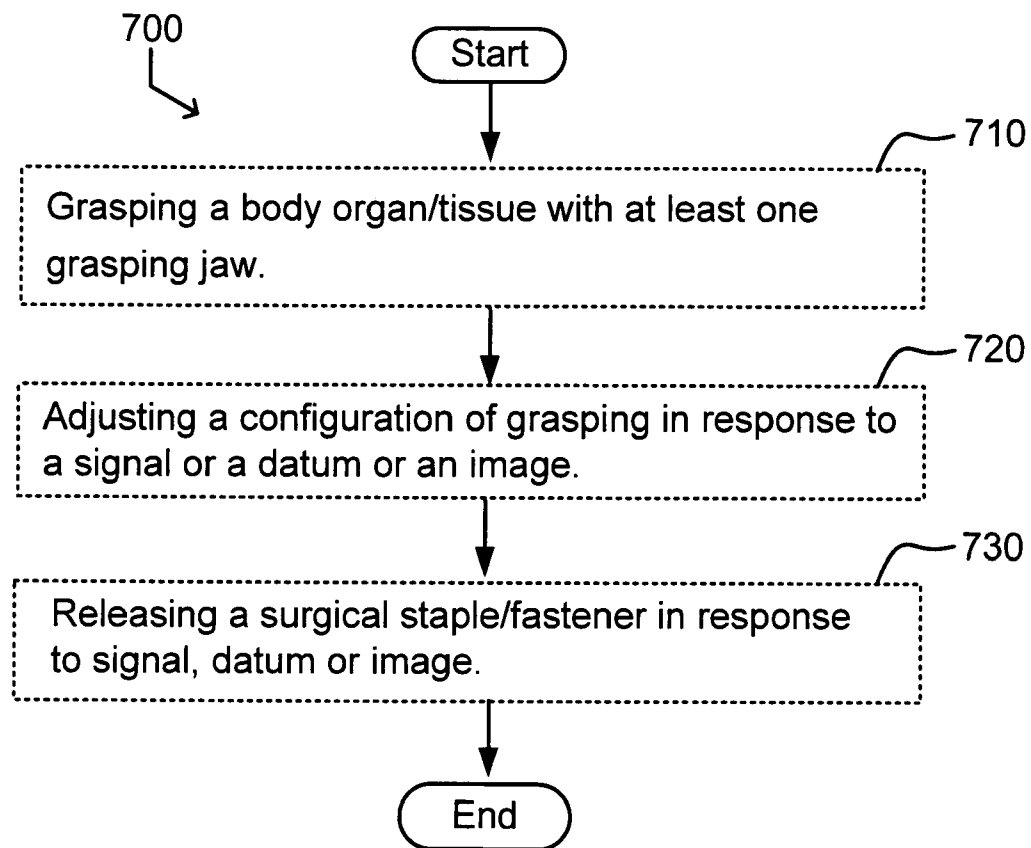 700
Start
710
Grasping a body organ/tissue with at least one
grasping jaw.
720
Adjusting a configuration of grasping in response to
a signal or a datum or an image.
730
Releasing a surgical staple/fastener in response
to signal, datum or image.
End